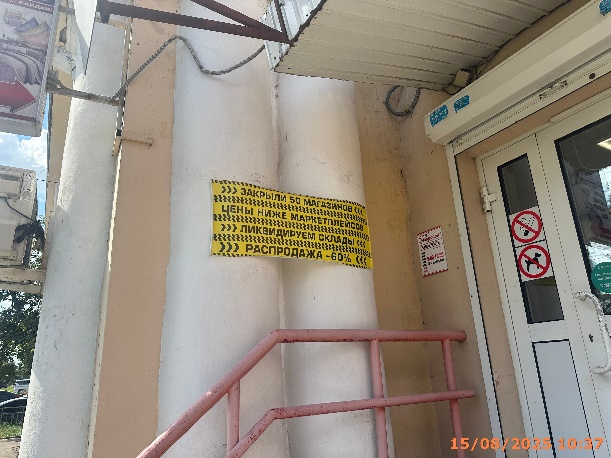 ❯❯❯ ЗАКРЫЛИ 50 МАГАЗИНОВ ❮❮❮
ЦЕНЫ НИЖЕ МАРКЕТПЛЕЙСОВ
❯❯❯ ЛИКВИДИРУЕМ СКЛАДЫ ❮❮❮
❯❯❯ РАСПРОДАЖА -60% ❮❮❮
15/08/2025 10:37